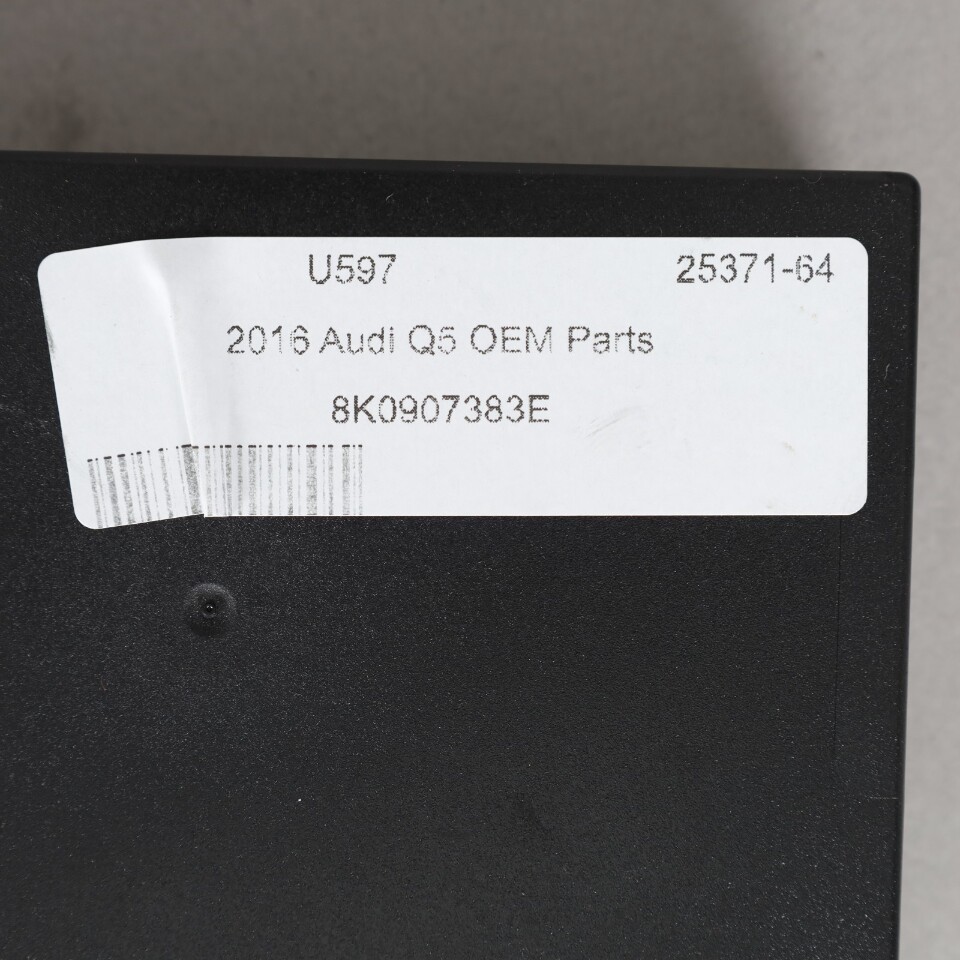 U597 25371-64
2016 Audi Q5 OEM Parts
8K0907383E